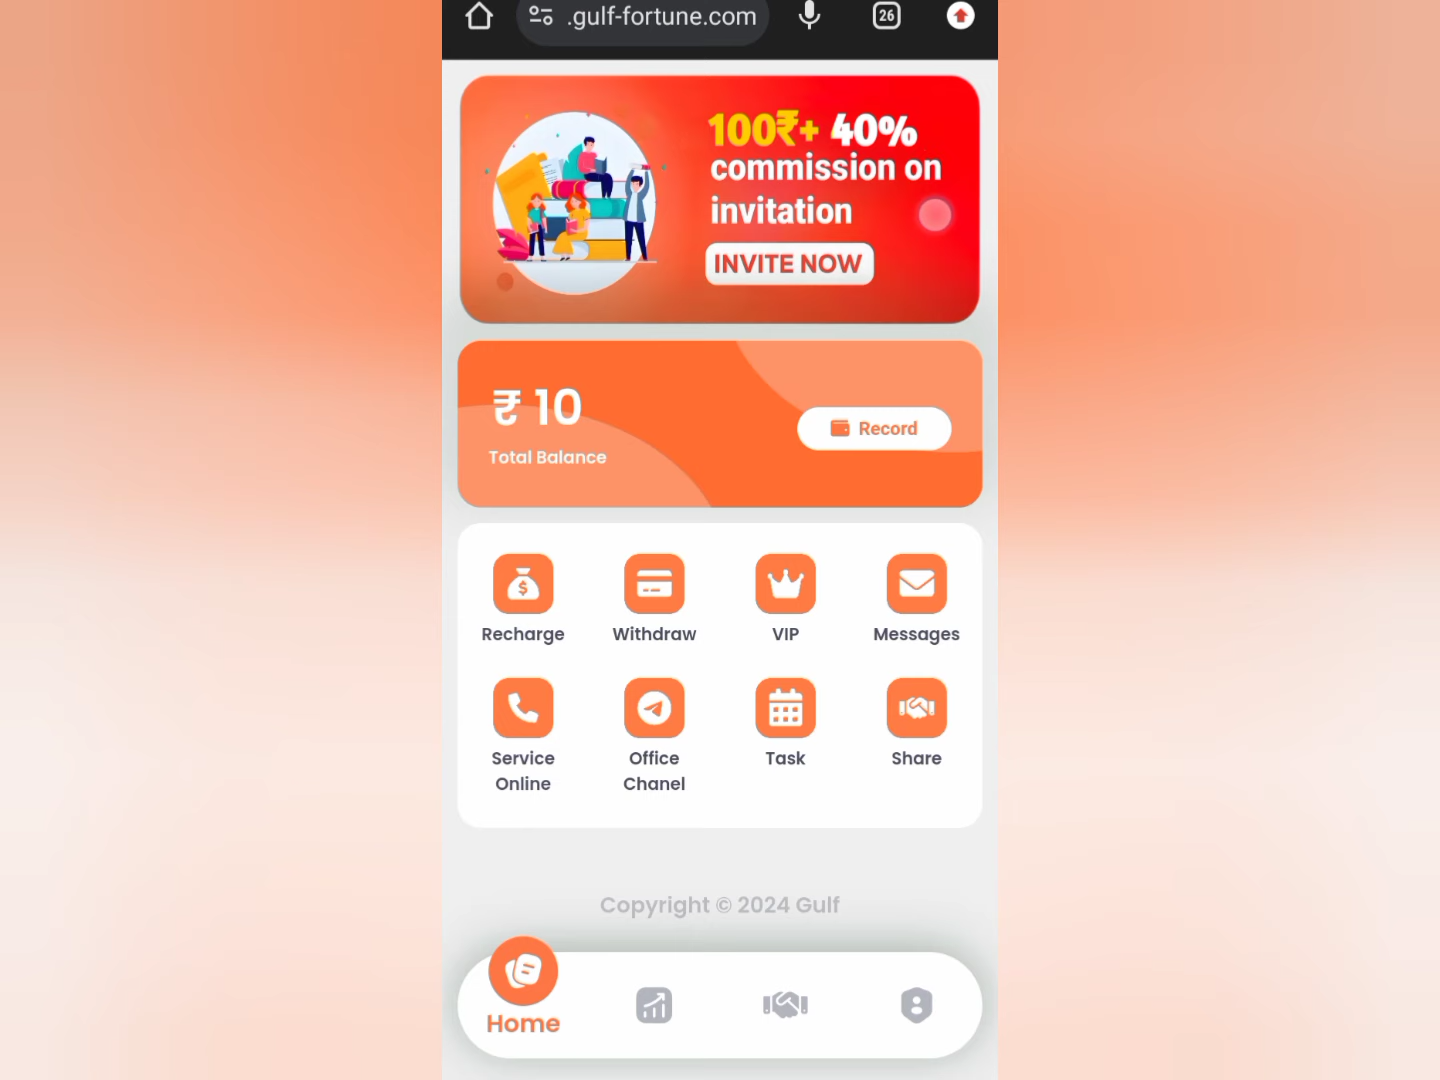 .gulf-fortune.com
26
100₹+ 40%
commission on
invitation
INVITE NOW
₹ 10
Total Balance
Record
Recharge
Withdraw
VIP
Messages
Service
Online
Office
Chanel
Task
Share
Copyright © 2024 Gulf
Home